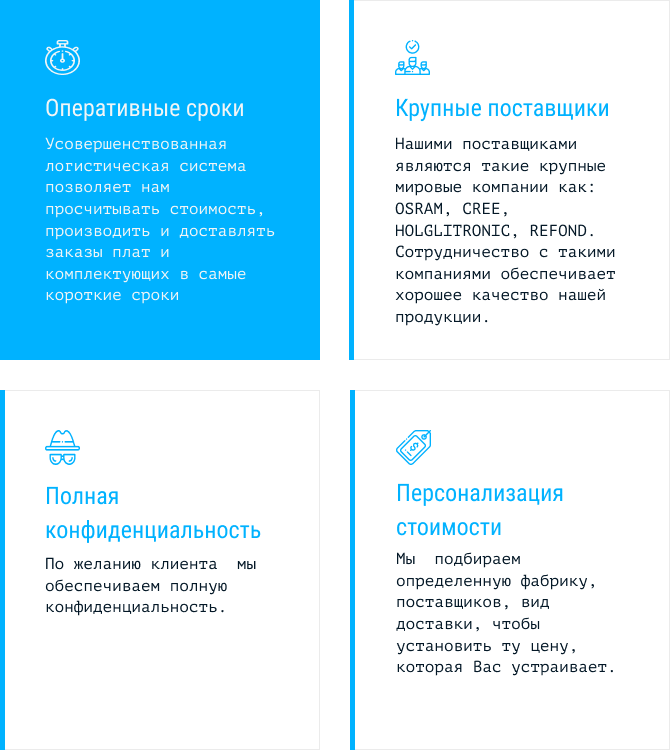 Оперативные сроки
Усовершенствованная
логистическая система
позволяет нам
просчитывать стоимость,
производить и доставлять
заказы плат и
комплектующих в самые
короткие сроки
Крупные поставщики
Нашими поставщиками
являются такие крупные
мировые компании как:
OSRAM, CREE,
HOLGLITRONIC, REFOND.
Сотрудничество с такими
компаниями обеспечивает
хорошее качество нашей
продукции.
Полная
конфиденциальность
По желанию клиента  мы
обеспечиваем полную
конфиденциальность.
Персонализация
стоимости
Мы  подбираем
определенную фабрику,
поставщиков, вид
доставки, чтобы
установить ту цену,
которая Вас устраивает.